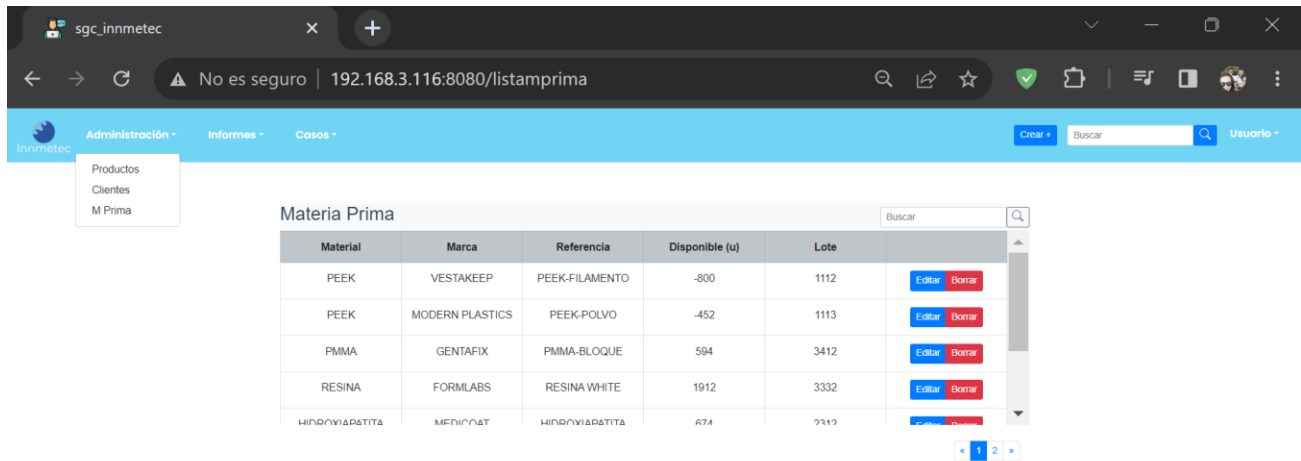 sgc_innmetec
No es seguro | 192.168.3.116:8080/listamprima
Innmetec Administración Informes Casos Crear + Buscar Usuario
Productos
Clientes
M Prima
Materia Prima Buscar
Material Marca Referencia Disponible (u) Lote
PEEK VESTAKEEP PEEK-FILAMENTO -800 1112 Editar Borrar
PEEK MODERN PLASTICS PEEK-POLVO -452 1113 Editar Borrar
PMMA GENTAFIX PMMA-BLOQUE 594 3412 Editar Borrar
RESINA FORMLABS RESINA WHITE 1912 3332 Editar Borrar
HIDROXIAPATITA MEDICOAT HIDROXIAPATITA 674 2312 Editar Borrar
« 1 2 »